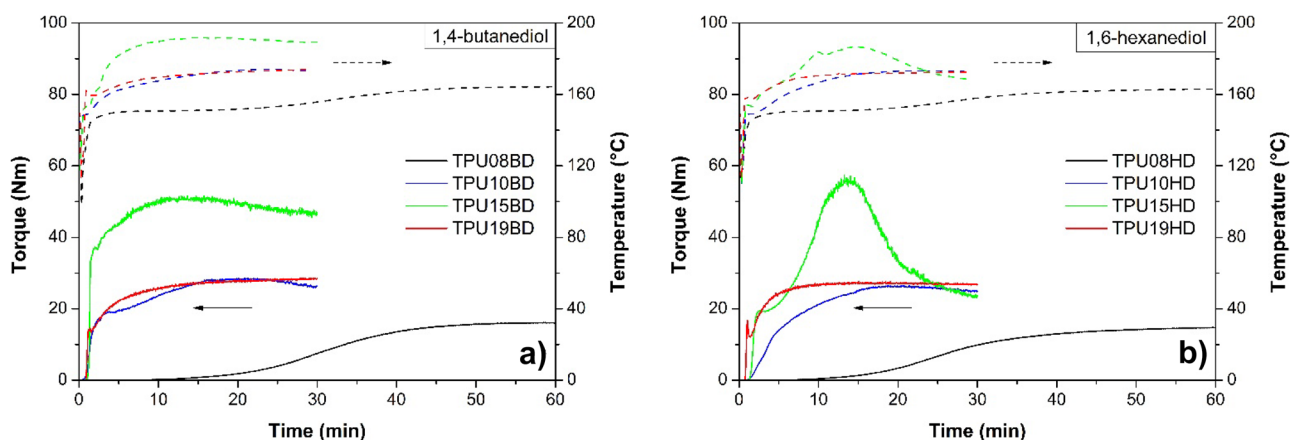 1,4-butanediol
100
80
60
40
20
0
Torque (Nm)
200
160
120
80
40
0
Temperature (°C)
TPU08BD
TPU10BD
TPU15BD
TPU19BD
a)
0 10 20 30 40 50 60
Time (min)
1,6-hexanediol
100
80
60
40
20
0
Torque (Nm)
200
160
120
80
40
0
Temperature (°C)
TPU08HD
TPU10HD
TPU15HD
TPU19HD
b)
0 10 20 30 40 50 60
Time (min)